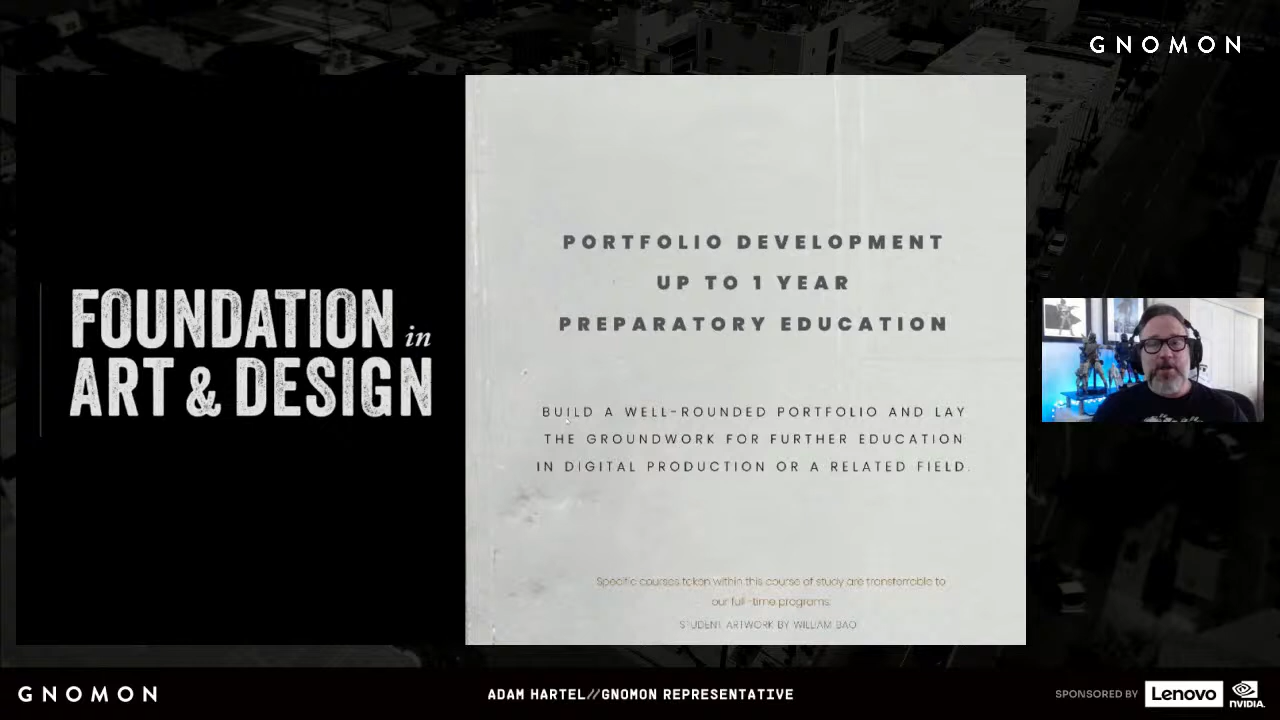 GNOMON
FOUNDATION in
ART & DESIGN
PORTFOLIO DEVELOPMENT
UP TO 1 YEAR
PREPARATORY EDUCATION
BUILD A WELL-ROUNDED PORTFOLIO AND LAY
THE GROUNDWORK FOR FURTHER EDUCATION
IN DIGITAL PRODUCTION OR A RELATED FIELD.
Specific courses taken within this course of study are transferrable to
our full-time programs.
STUDENT ARTWORK BY WILLIAM BAO
GNOMON
ADAM HARTEL//GNOMON REPRESENTATIVE
SPONSORED BY Lenovo NVIDIA.